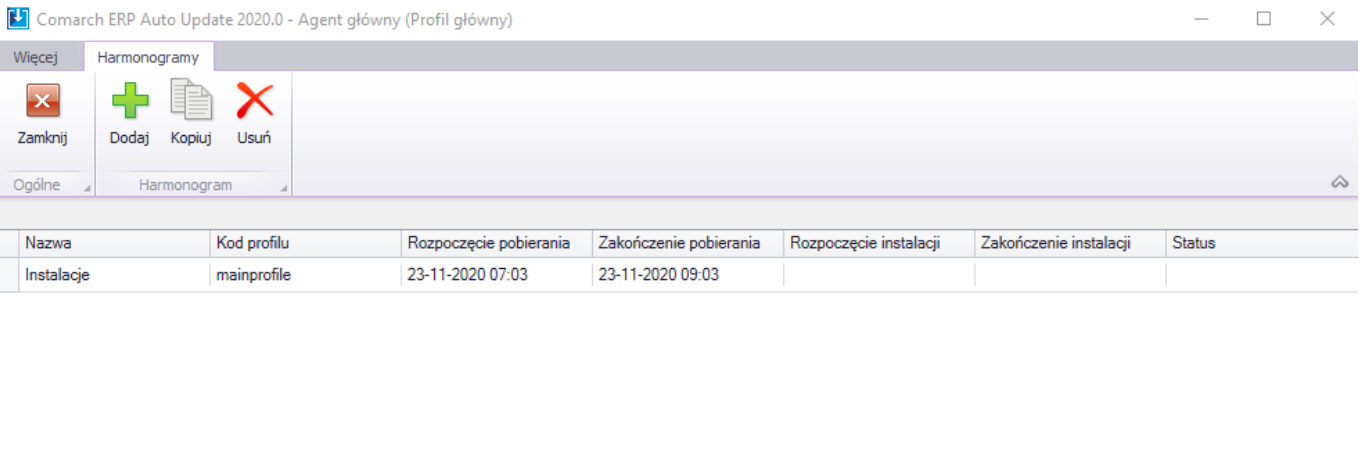 Comarch ERP Auto Update 2020.0 - Agent główny (Profil główny)
Więcej Harmonogramy
Zamknij Dodaj Kopiuj Usuń
Ogólne Harmonogram
Nazwa Kod profilu Rozpoczęcie pobierania Zakończenie pobierania Rozpoczęcie instalacji Zakończenie instalacji Status
Instalacje mainprofile 23-11-2020 07:03 23-11-2020 09:03